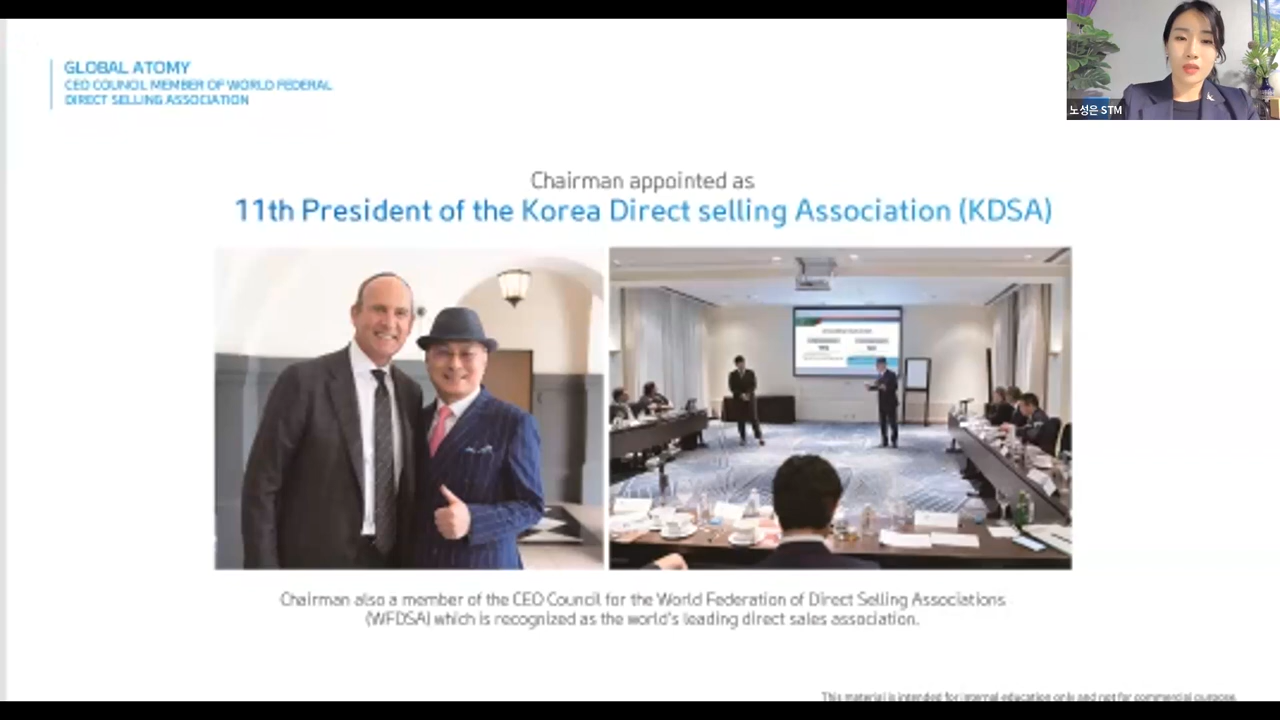 GLOBAL ATOMY
CEO COUNCIL MEMBER OF WORLD FEDERAL
DIRECT SELLING ASSOCIATION
노성은 STM
Chairman appointed as
11th President of the Korea Direct selling Association (KDSA)
Chairman also a member of the CEO Council for the World Federation of Direct Selling Associations
(WFDSA) which is recognized as the world's leading direct sales association.
This material is intended for internal education only and not for commercial purpose.